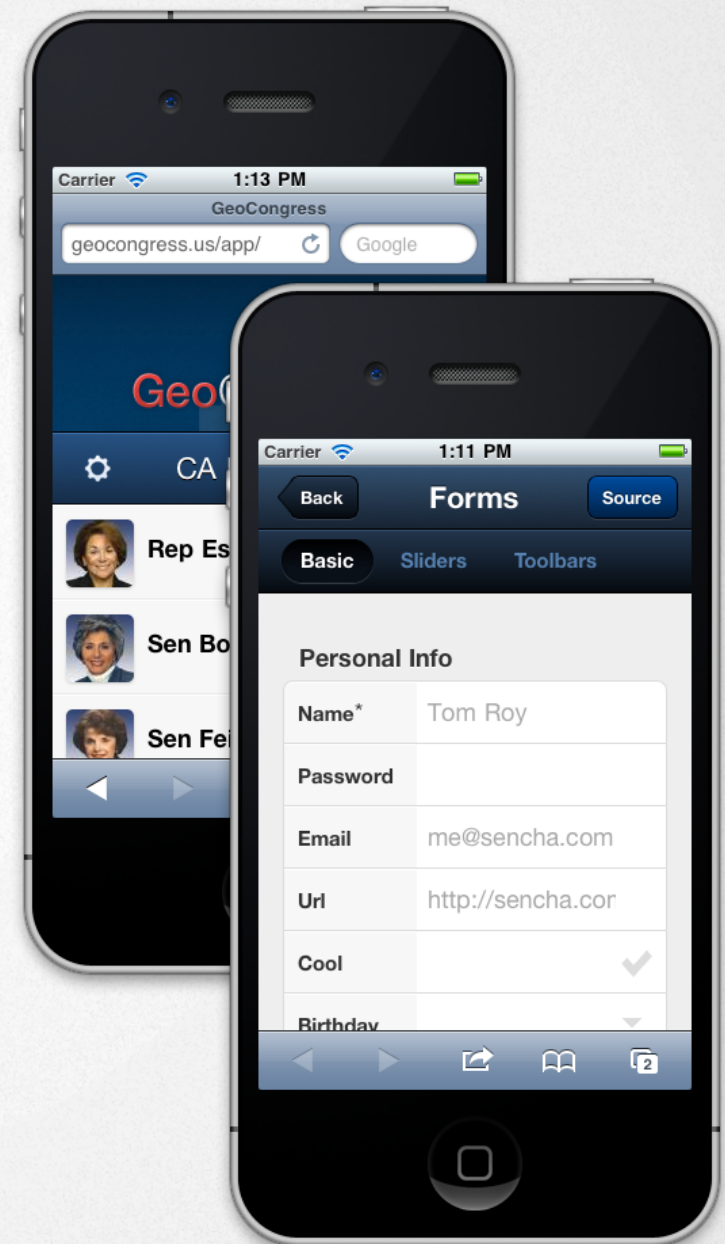 Carrier
1:13 PM
GeoCongress
geocongress.us/app/
Google
Geo
CA
Rep Es
Sen Bo
Sen Fei
Carrier
1:11 PM
Back
Forms
Source
Basic
Sliders
Toolbars
Personal Info
Name* Tom Roy
Password
Email me@sencha.com
Url http://sencha.cor
Cool
Birthday
2